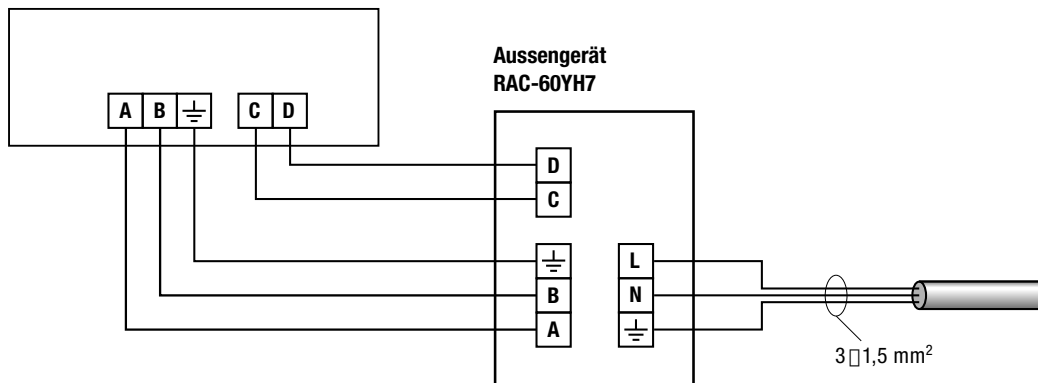 Aussengerät
RAC-60YH7
A B C D
D
C
L
B N
A
3▯1,5 mm²